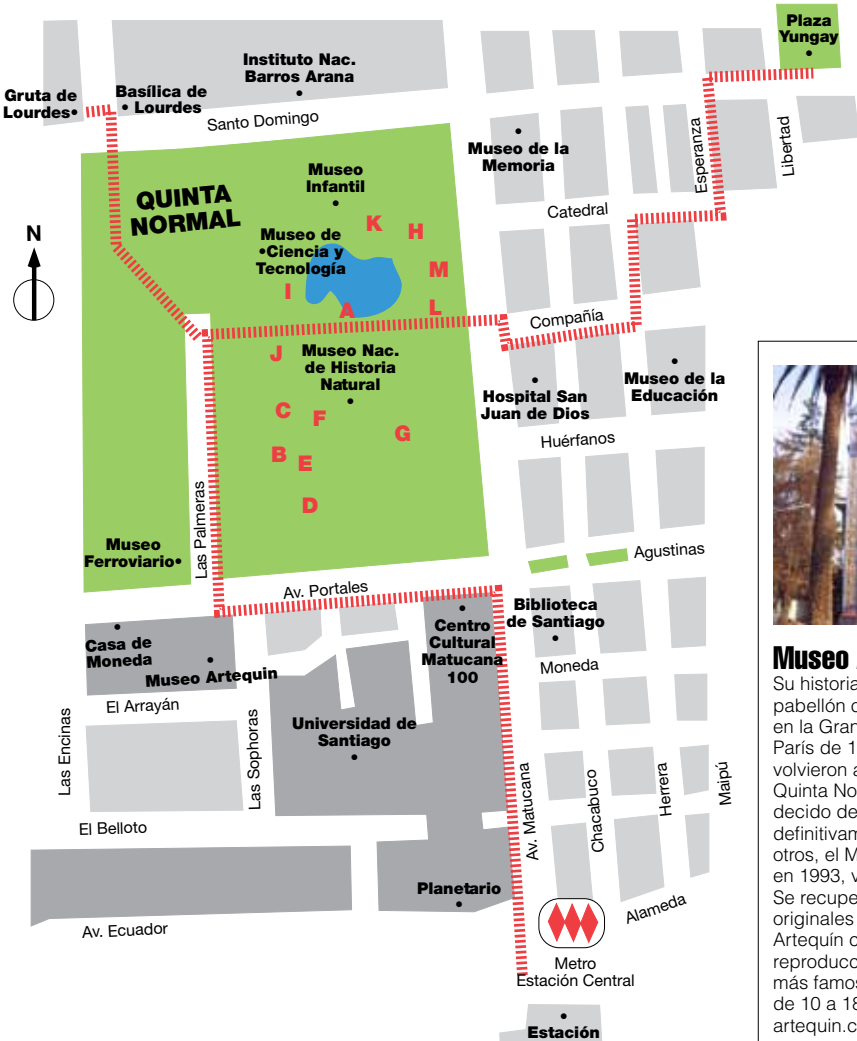 Plaza
Yungay
Instituto Nac.
Barros Arana
Gruta de
Lourdes
Basílica de
Lourdes
Santo Domingo
Museo de la
Memoria
Esperanza
Libertad
QUINTA
NORMAL
Museo
Infantil
Catedral
N
K
H
Museo de
Ciencia y
Tecnología
M
I
A
L
Compañía
J
Museo Nac.
de Historia
Natural
Museo de la
Educación
Hospital San
Juan de Dios
C
F
G
Huérfanos
B
E
D
Las Palmeras
Museo
Ferroviario
Agustinas
Av. Portales
Biblioteca
de Santiago
Casa de
Moneda
Centro
Cultural
Matucana
100
Museo Artequin
Moneda
El Arrayán
Universidad de
Santiago
Las Encinas
Las Sophoras
Av. Matucana
Chacabuco
Herrera
Maipú
El Belloto
Planetario
Alameda
Av. Ecuador
Metro
Estación Central
Estación
Museo
Su historia
pabellón
en la Gran
París de 1
volvieron a
Quinta No
decido de
definitivam
otros, el M
en 1993, v
Se recupe
originales
Artequín
reproducc
más famos
de 10 a 18
artequin.c